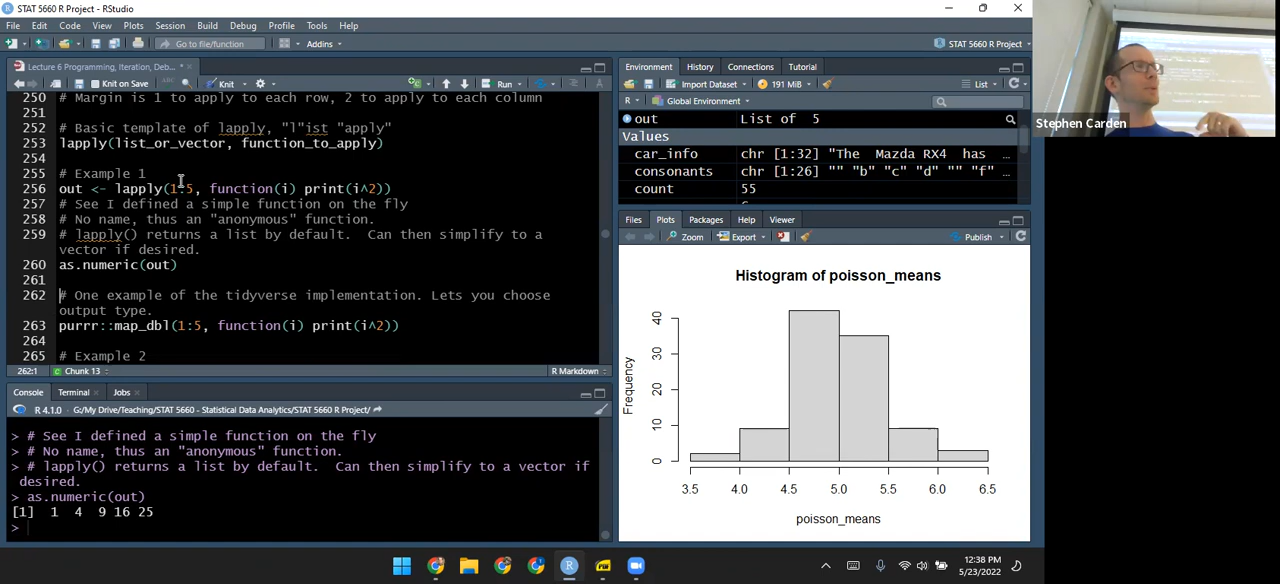 STAT 5660 R Project - RStudio
File Edit Code View Plots Session Build Debug Profile Tools Help
Go to file/function Addins
STAT 5660 R Project
Lecture 6 Programming, Iteration, Deb... *
Knit on Save Knit Run
250 # Margin is 1 to apply to each row, 2 to apply to each column
251
252 # Basic template of lapply, "l"ist "apply"
253 lapply(list_or_vector, function_to_apply)
254
255 # Example 1
256 out <- lapply(1:5, function(i) print(i^2))
257 # See I defined a simple function on the fly
258 # No name, thus an "anonymous" function.
259 # lapply() returns a list by default.  Can then simplify to a
vector if desired.
260 as.numeric(out)
261
262 # One example of the tidyverse implementation. Lets you choose
output type.
263 purrr::map_dbl(1:5, function(i) print(i^2))
264
265 # Example 2
262:1 Chunk 13 R Markdown
Console Terminal Jobs
R 4.1.0 · G:/My Drive/Teaching/STAT 5660 - Statistical Data Analytics/STAT 5660 R Project/
> # See I defined a simple function on the fly
> # No name, thus an "anonymous" function.
> # lapply() returns a list by default.  Can then simplify to a vector if
desired.
> as.numeric(out)
[1]  1  4  9 16 25
>
Environment History Connections Tutorial
Import Dataset 191 MiB List
R Global Environment
out List of  5
Values
car_info chr [1:32] "The  Mazda RX4  has ...
consonants chr [1:26] "" "b" "c" "d" "" "f" ...
count 55
Files Plots Packages Help Viewer
Zoom Export Publish
Histogram of poisson_means
Frequency
40
30
20
10
0
3.5 4.0 4.5 5.0 5.5 6.0 6.5
poisson_means
Stephen Carden
12:38 PM
5/23/2022